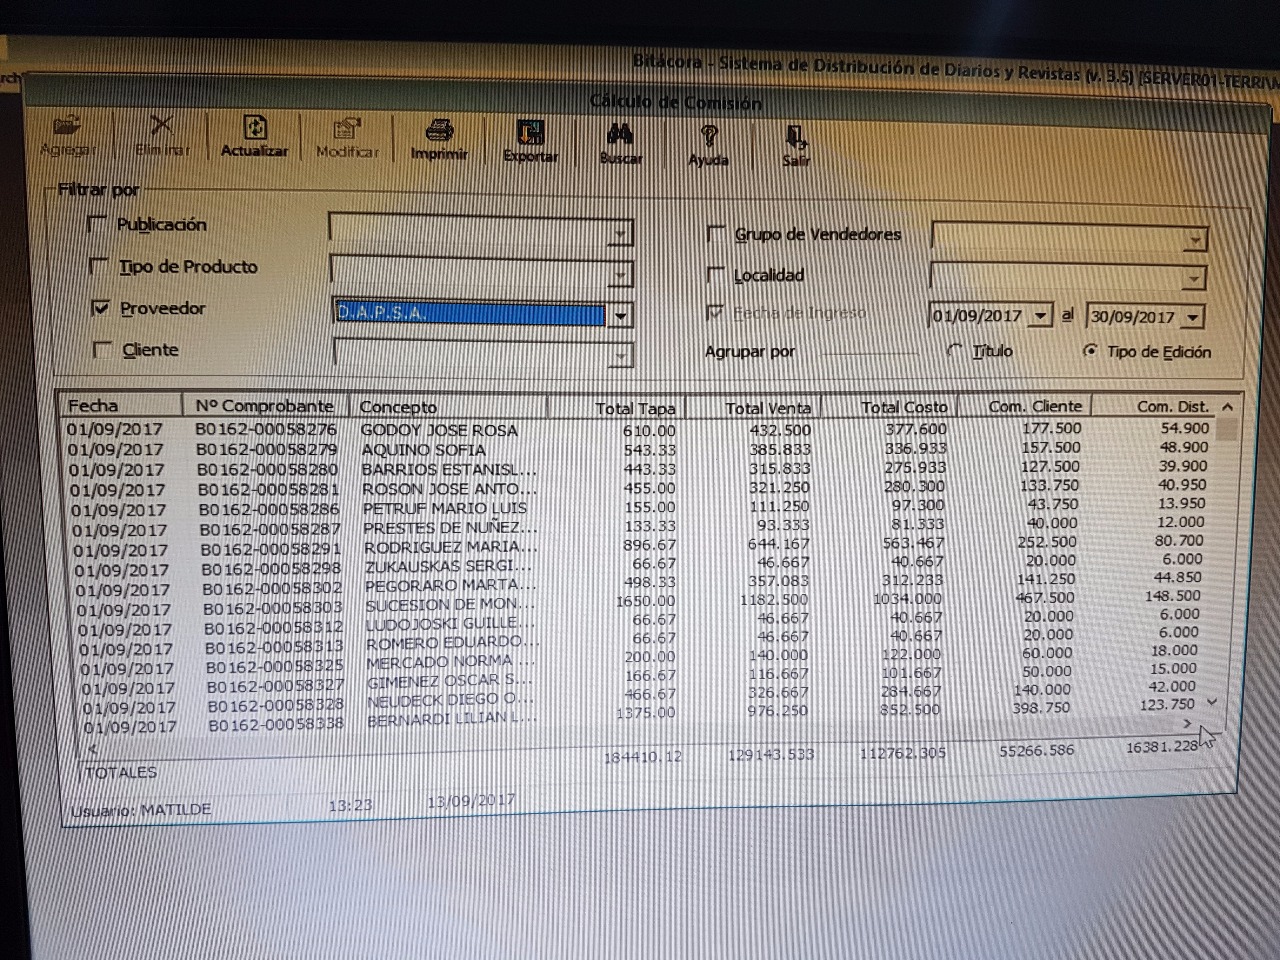 Bitácora - Sistema de Distribución de Diarios y Revistas (v. 3.5) [SERVER01-TERRA\M
rch
Cálculo de Comisión
Agregar Eliminar Actualizar Modificar Imprimir Exportar Buscar Ayuda Salir
Filtrar por
Publicación Grupo de Vendedores
Tipo de Producto Localidad
Proveedor D.A.P.S.A. Fecha de Ingreso 01/09/2017 al 30/09/2017
Cliente Agrupar por Título Tipo de Edición
Fecha Nº Comprobante Concepto Total Tapa Total Venta Total Costo Com. Cliente Com. Dist.
01/09/2017 B0162-00058276 GODOY JOSE ROSA 610.00 432.500 377.600 177.500 54.900
01/09/2017 B0162-00058279 AQUINO SOFIA 543.33 385.833 336.933 157.500 48.900
01/09/2017 B0162-00058280 BARRIOS ESTANISL... 443.33 315.833 275.933 127.500 39.900
01/09/2017 B0162-00058281 ROSON JOSE ANTO... 455.00 321.250 280.300 133.750 40.950
01/09/2017 B0162-00058286 PETRUF MARIO LUIS 155.00 111.250 97.300 43.750 13.950
01/09/2017 B0162-00058287 PRESTES DE NUÑEZ... 133.33 93.333 81.333 40.000 12.000
01/09/2017 B0162-00058291 RODRIGUEZ MARIA... 896.67 644.167 563.467 252.500 80.700
01/09/2017 B0162-00058298 ZUKAUSKAS SERGI... 66.67 46.667 40.667 20.000 6.000
01/09/2017 B0162-00058302 PEGORARO MARTA... 498.33 357.083 312.233 141.250 44.850
01/09/2017 B0162-00058303 SUCESION DE MON... 1650.00 1182.500 1034.000 467.500 148.500
01/09/2017 B0162-00058312 LUDOJOSKI GUILLE... 66.67 46.667 40.667 20.000 6.000
01/09/2017 B0162-00058313 ROMERO EDUARDO... 66.67 46.667 40.667 20.000 6.000
01/09/2017 B0162-00058325 MERCADO NORMA ... 200.00 140.000 122.000 60.000 18.000
01/09/2017 B0162-00058327 GIMENEZ OSCAR S... 166.67 116.667 101.667 50.000 15.000
01/09/2017 B0162-00058328 NEUDECK DIEGO O... 466.67 326.667 284.667 140.000 42.000
01/09/2017 B0162-00058338 BERNARDI LILIAN L... 1375.00 976.250 852.500 398.750 123.750
TOTALES 184410.12 129143.533 112762.305 55266.586 16381.228
Usuario: MATILDE 13:23 13/09/2017